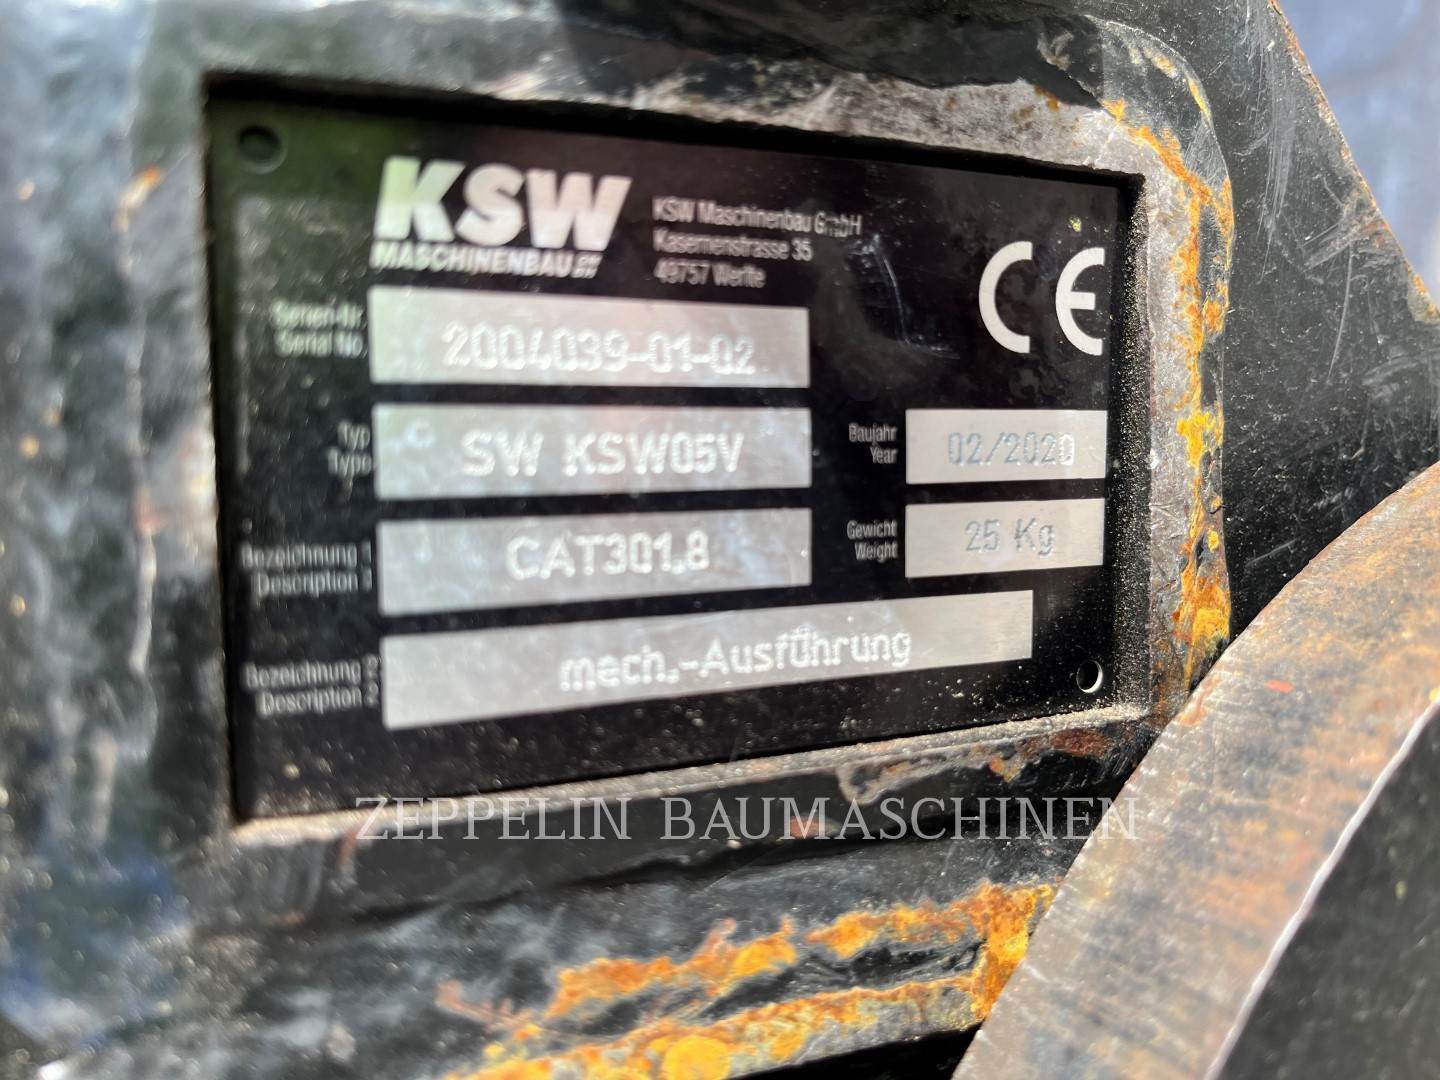 KSW
MASCHINENBAU
KSW Maschinenbau GmbH
Kasernenstrasse 35
49757 Werlte
Serien-Nr.
Serial No.
2004039-01-02
Typ
Type
SW KSW05V
Baujahr
Year
02/2020
Bezeichnung 1
Description 1
CAT301.8
Gewicht
Weight
25 Kg
Bezeichnung 2
Description 2
mech.-Ausführung
CE
ZEPPELIN BAUMASCHINEN